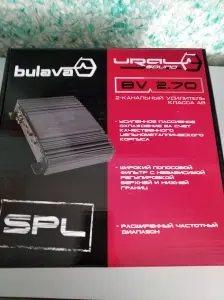 bulava
URAL
SOUND
BV 2.70
2-КАНАЛЬНЫЙ УСИЛИТЕЛЬ
КЛАССА АВ
- УСИЛЕННОЕ ПАССИВНОЕ
ОХЛАЖДЕНИЕ ЗА СЧЕТ
КАЧЕСТВЕННОГО
ЦЕЛЬНОМЕТАЛЛИЧЕСКОГО
КОРПУСА
- ШИРОКИЙ ПОЛОСОВОЙ
ФИЛЬТР С НЕЗАВИСИМОЙ
РЕГУЛИРОВКОЙ
ВЕРХНЕЙ И НИЖНЕЙ
ГРАНИЦ
- РАСШИРЕННЫЙ ЧАСТОТНЫЙ
ДИАПАЗОН
SPL